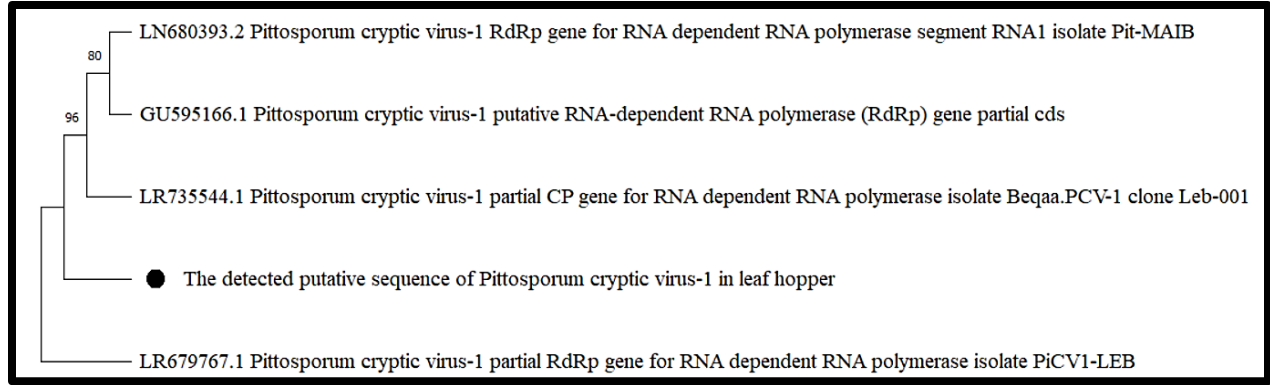 LN680393.2 Pittosporum cryptic virus-1 RdRp gene for RNA dependent RNA polymerase segment RNA1 isolate Pit-MAIB
80
GU595166.1 Pittosporum cryptic virus-1 putative RNA-dependent RNA polymerase (RdRp) gene partial cds
96
LR735544.1 Pittosporum cryptic virus-1 partial CP gene for RNA dependent RNA polymerase isolate Beqaa.PCV-1 clone Leb-001
The detected putative sequence of Pittosporum cryptic virus-1 in leaf hopper
LR679767.1 Pittosporum cryptic virus-1 partial RdRp gene for RNA dependent RNA polymerase isolate PiCV1-LEB